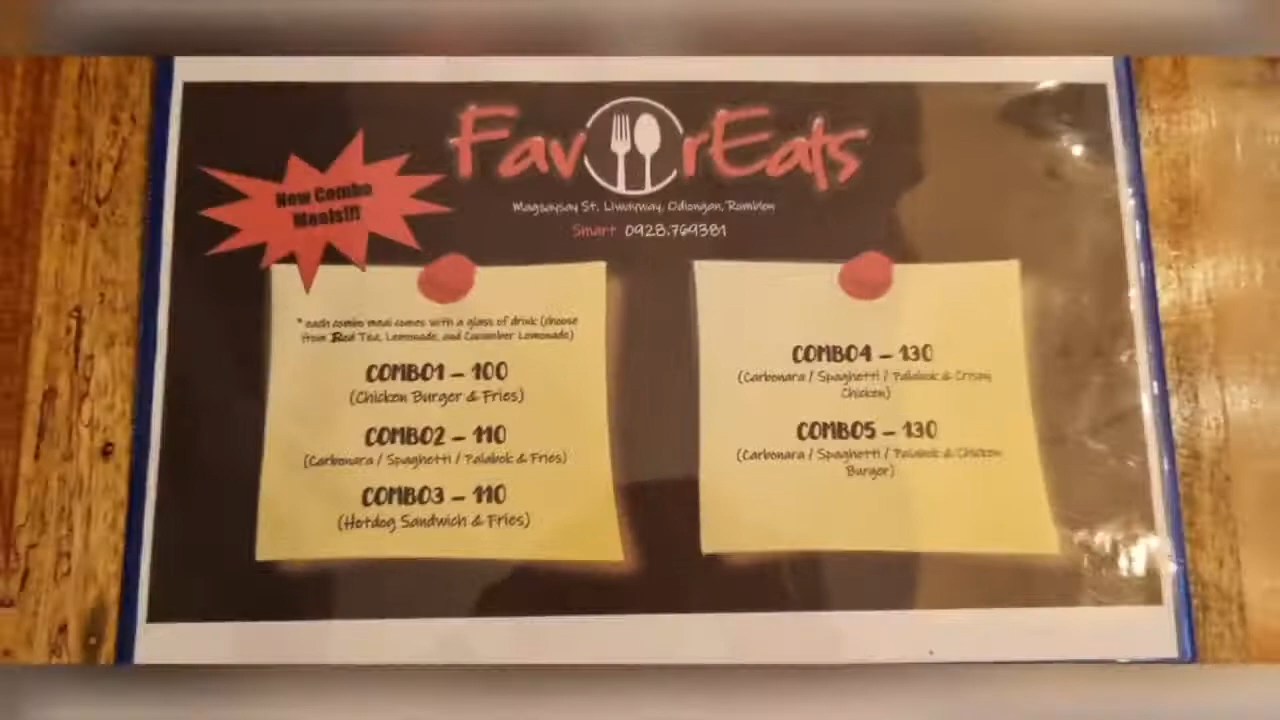 FavorEats
New Combo
Meals!!!
Magsaysay St. Liwayway, Odiongan, Romblon
Smart 0928.769381
* each combo meal comes with a glass of drink (choose
from Red Tea, Lemonade, and Cucumber Lemonade)
COMBO1 – 100
(Chicken Burger & Fries)
COMBO2 – 110
(Carbonara / Spaghetti / Palabok & Fries)
COMBO3 – 110
(Hotdog Sandwich & Fries)
COMBO4 – 130
(Carbonara / Spaghetti / Palabok & Crispy
Chicken)
COMBO5 – 130
(Carbonara / Spaghetti / Palabok & Chicken
Burger)